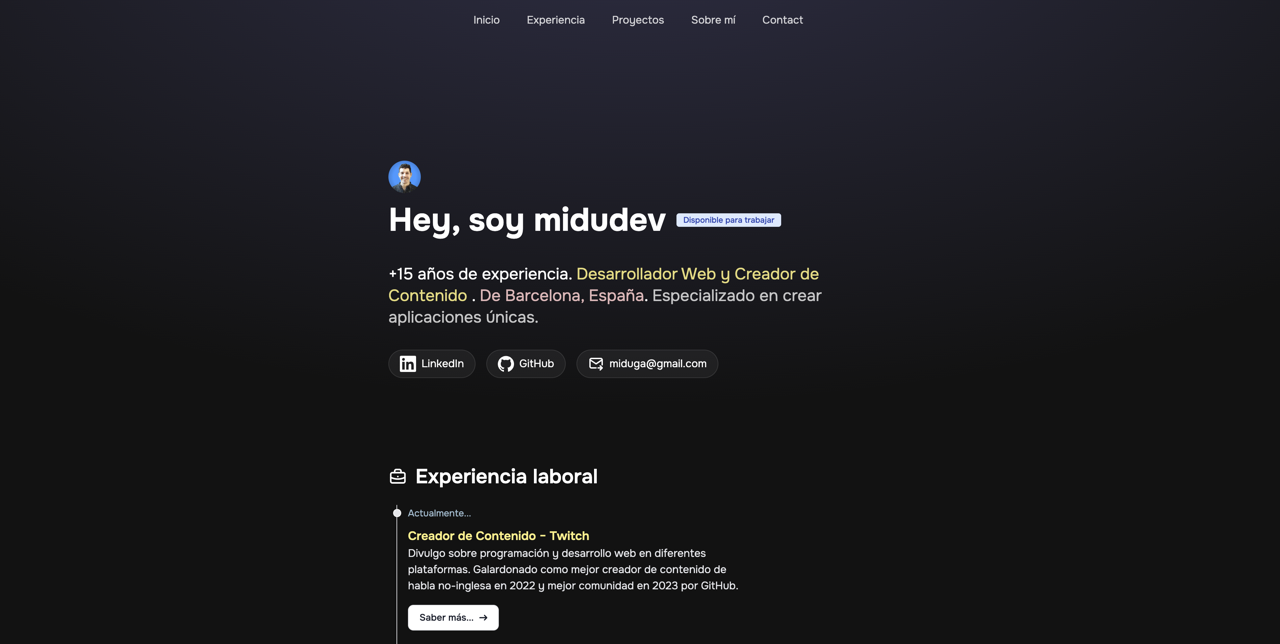 Inicio Experiencia Proyectos Sobre mí Contact
Hey, soy midudev Disponible para trabajar
+15 años de experiencia. Desarrollador Web y Creador de
Contenido . De Barcelona, España. Especializado en crear
aplicaciones únicas.
LinkedIn GitHub miduga@gmail.com
Experiencia laboral
Actualmente...
Creador de Contenido - Twitch
Divulgo sobre programación y desarrollo web en diferentes
plataformas. Galardonado como mejor creador de contenido de
habla no-inglesa en 2022 y mejor comunidad en 2023 por GitHub.
Saber más... →